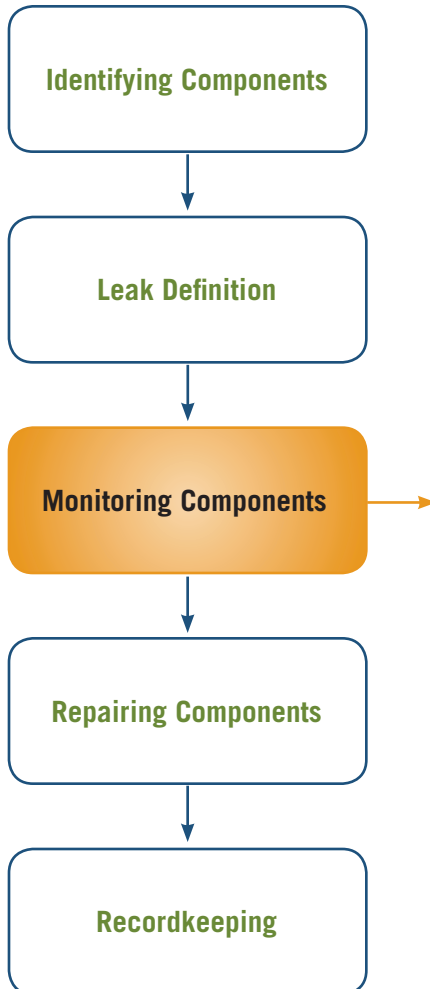 Identifying Components
Leak Definition
Monitoring Components
Repairing Components
Recordkeeping